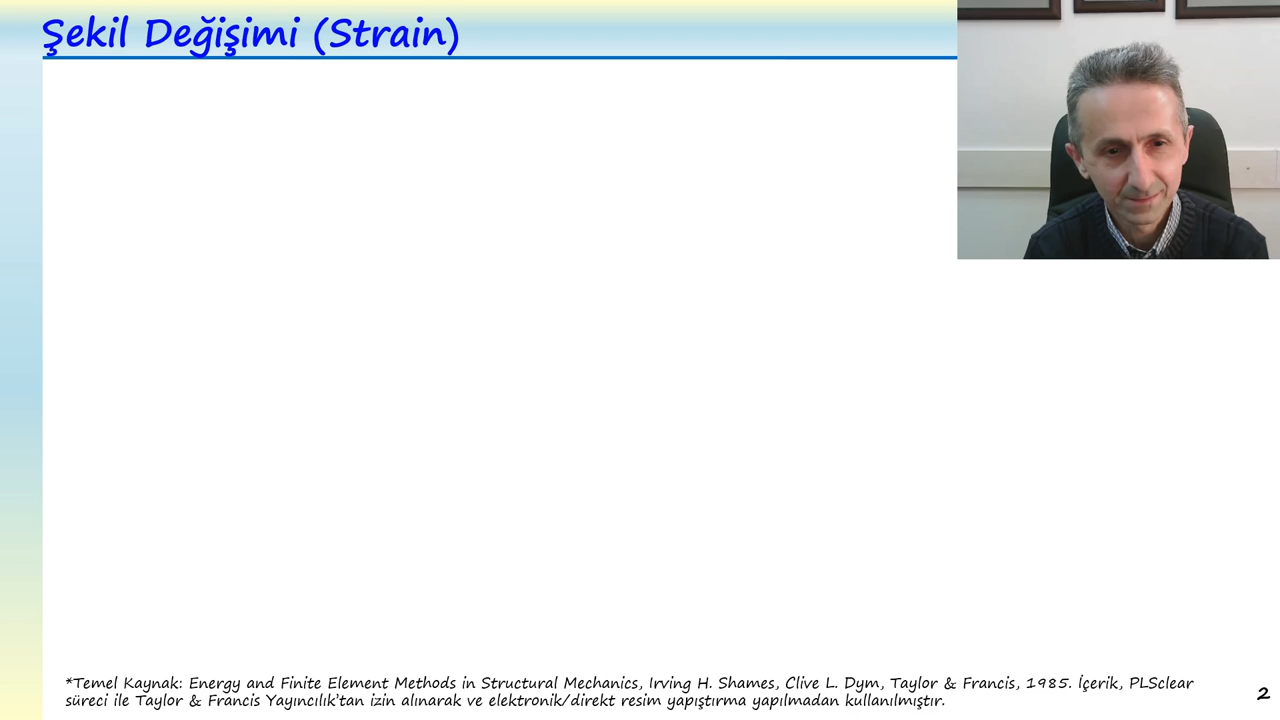 Şekil Değişimi (Strain)
*Temel Kaynak: Energy and Finite Element Methods in Structural Mechanics, Irving H. Shames, Clive L. Dym, Taylor & Francis, 1985. İçerik, PLSclear
süreci ile Taylor & Francis Yayıncılık'tan izin alınarak ve elektronik/direkt resim yapıştırma yapılmadan kullanılmıştır.
2